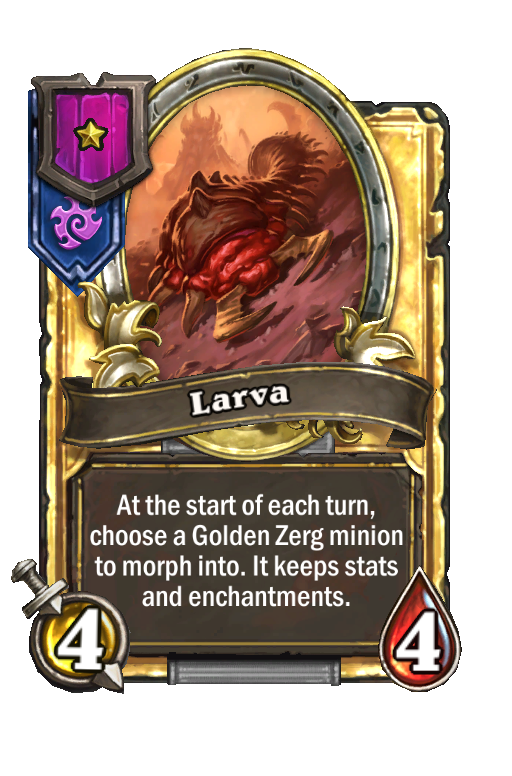 Larva
At the start of each turn,
choose a Golden Zerg minion
to morph into. It keeps stats
and enchantments.
4 4